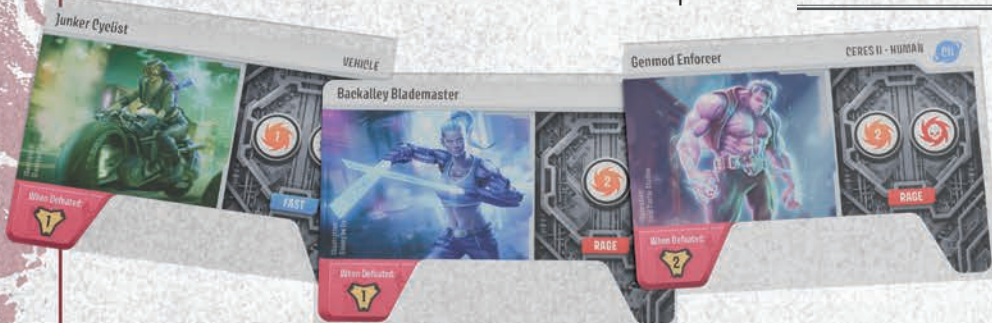 Junker Cyclist
VEHICLE
1
FAST
When Defeated:
1
Backalley Blademaster
2
RAGE
When Defeated:
1
Genmod Enforcer
CERES II - HUMAN
CII
2
RAGE
When Defeated:
2